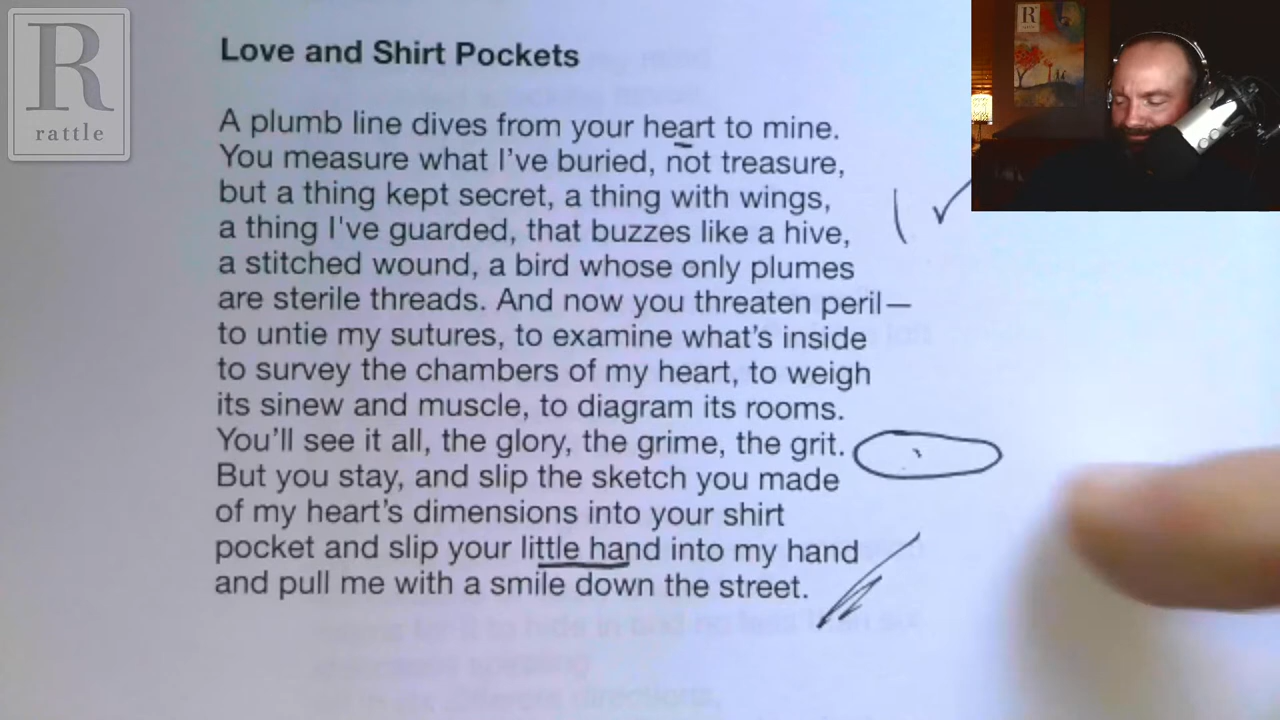 R
rattle
Love and Shirt Pockets
A plumb line dives from your heart to mine.
You measure what I've buried, not treasure,
but a thing kept secret, a thing with wings,
a thing I've guarded, that buzzes like a hive,
a stitched wound, a bird whose only plumes
are sterile threads. And now you threaten peril—
to untie my sutures, to examine what's inside
to survey the chambers of my heart, to weigh
its sinew and muscle, to diagram its rooms.
You'll see it all, the glory, the grime, the grit.
But you stay, and slip the sketch you made
of my heart's dimensions into your shirt
pocket and slip your little hand into my hand
and pull me with a smile down the street.